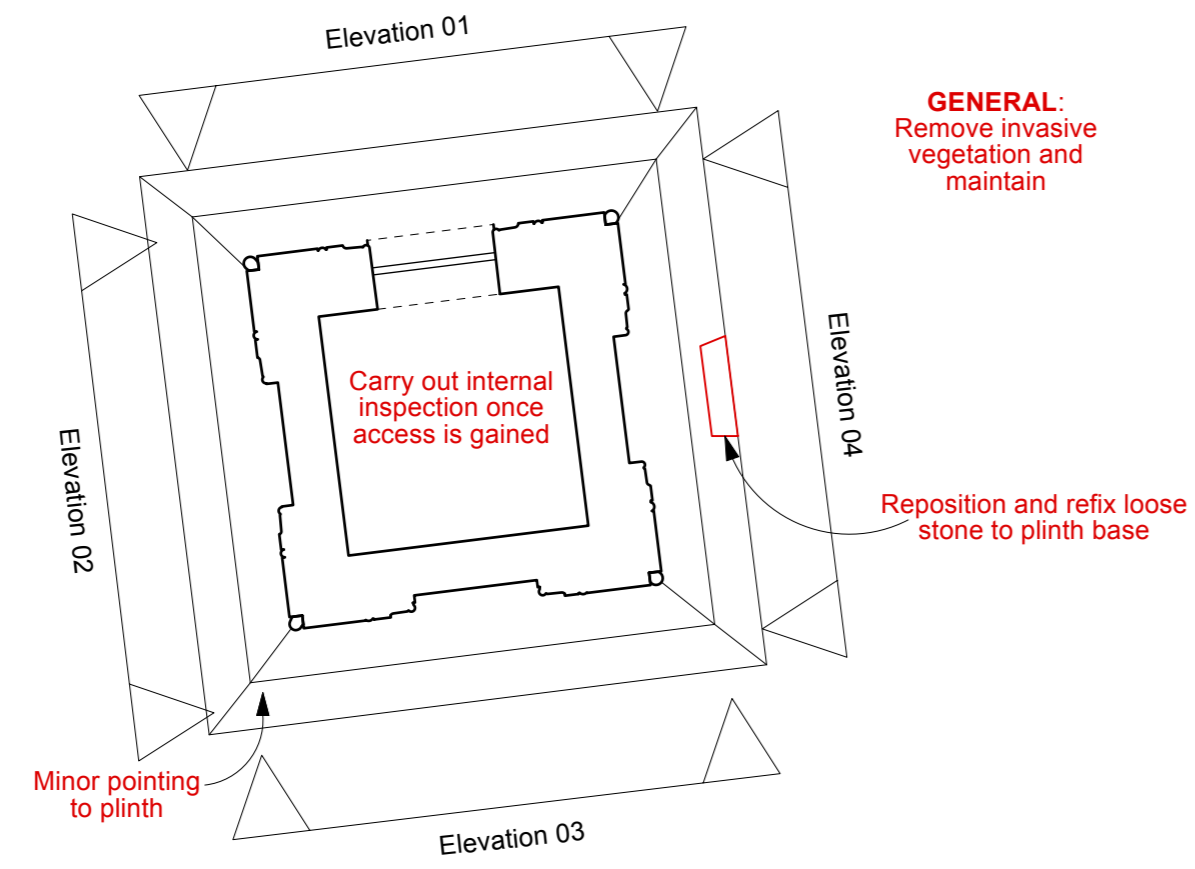 Elevation 01
GENERAL:
Remove invasive
vegetation and
maintain
Elevation 02
Carry out internal
inspection once
access is gained
Elevation 04
Reposition and refix loose
stone to plinth base
Minor pointing
to plinth
Elevation 03